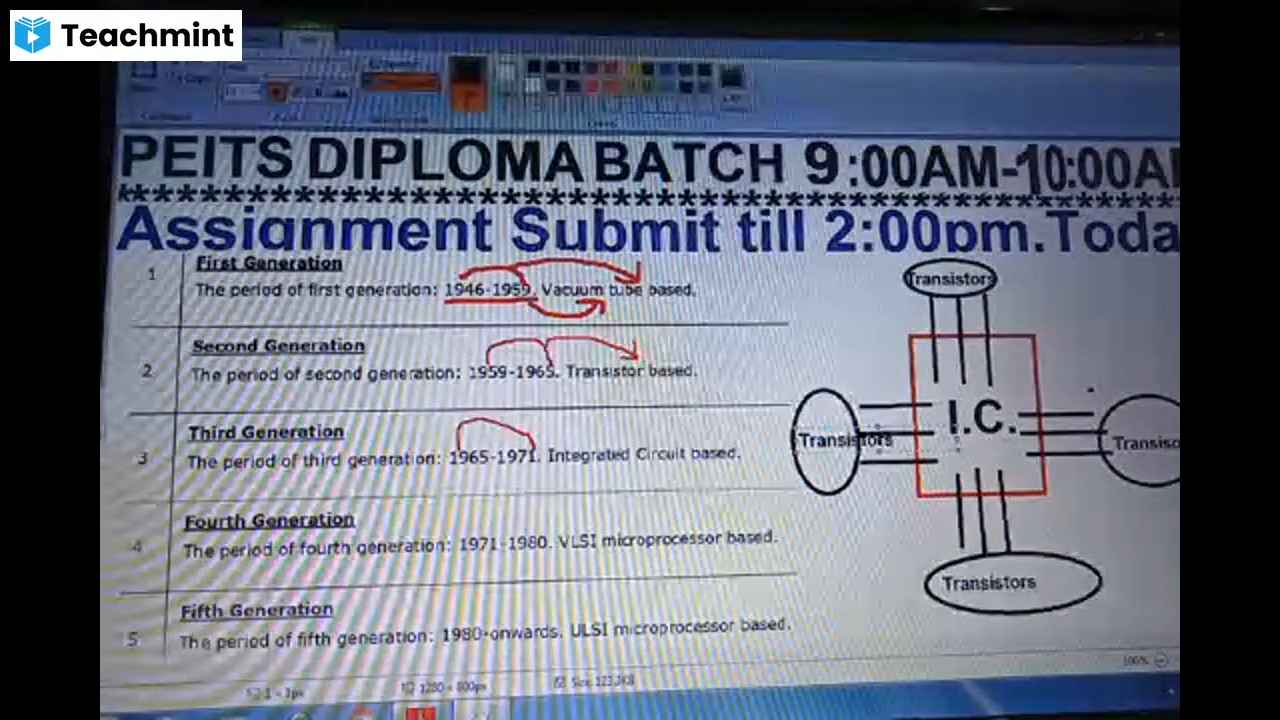 Teachmint
PEITS DIPLOMA BATCH 9:00AM-10:00A
Assignment Submit till 2:00pm.Toda
1
First Generation
The period of first generation: 1946-1959. Vacuum tube based.
2
Second Generation
The period of second generation: 1959-1965. Transistor based.
3
Third Generation
The period of third generation: 1965-1971. Integrated Circuit based.
4
Fourth Generation
The period of fourth generation: 1971-1980. VLSI microprocessor based.
5
Fifth Generation
The period of fifth generation: 1980-onwards. ULSI microprocessor based.
Transistors
Transistors
I.C.
Transisc
Transistors
100%